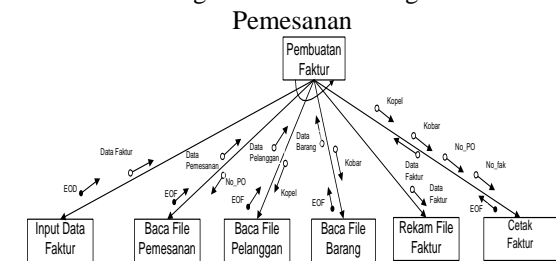 Pemesanan
Pembuatan
Faktur
Kopel
Kobar
No_PO
No_fak
Data Faktur
EOD
Data
Pemesanan
No_PO
EOF
Data
Pelanggan
Kopel
EOF
Data
Barang
Kobar
EOF
Data
Faktur
Data
Faktur
EOF
Input Data
Faktur
Baca File
Pemesanan
Baca File
Pelanggan
Baca File
Barang
Rekam File
Faktur
Cetak
Faktur